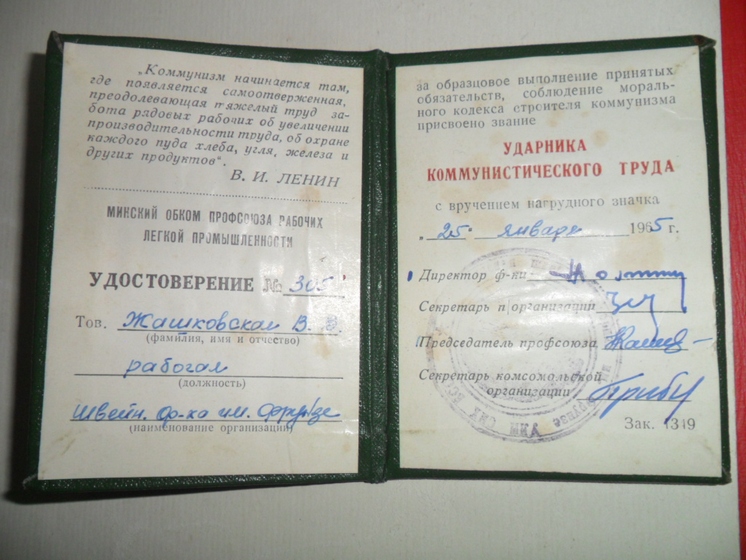 „Коммунизм начинается там,
где появляется самоотверженная,
преодолевающая тяжелый труд за-
бота рядовых рабочих об увеличении
производительности труда, об охране
каждого пуда хлеба, угля, железа и
других продуктов".
В. И. ЛЕНИН
МИНСКИЙ ОБКОМ ПРОФСОЮЗА РАБОЧИХ
ЛЕГКОЙ ПРОМЫШЛЕННОСТИ
УДОСТОВЕРЕНИЕ № 305
Тов. Жашковская В. В.
(фамилия, имя и отчество)
(должность)
Швейн. ф-ка им. Фрунзе
(наименование организации)
за образцовое выполнение принятых
обязательств, соблюдение мораль-
ного кодекса строителя коммунизма
присвоено звание
УДАРНИКА
КОММУНИСТИЧЕСКОГО ТРУДА
с вручением нагрудного значка
„25" января 1965 г.
Директор ф-ки
Секретарь п организации
Председатель профсоюза
Секретарь комсомольской
организации
Зак. 1319